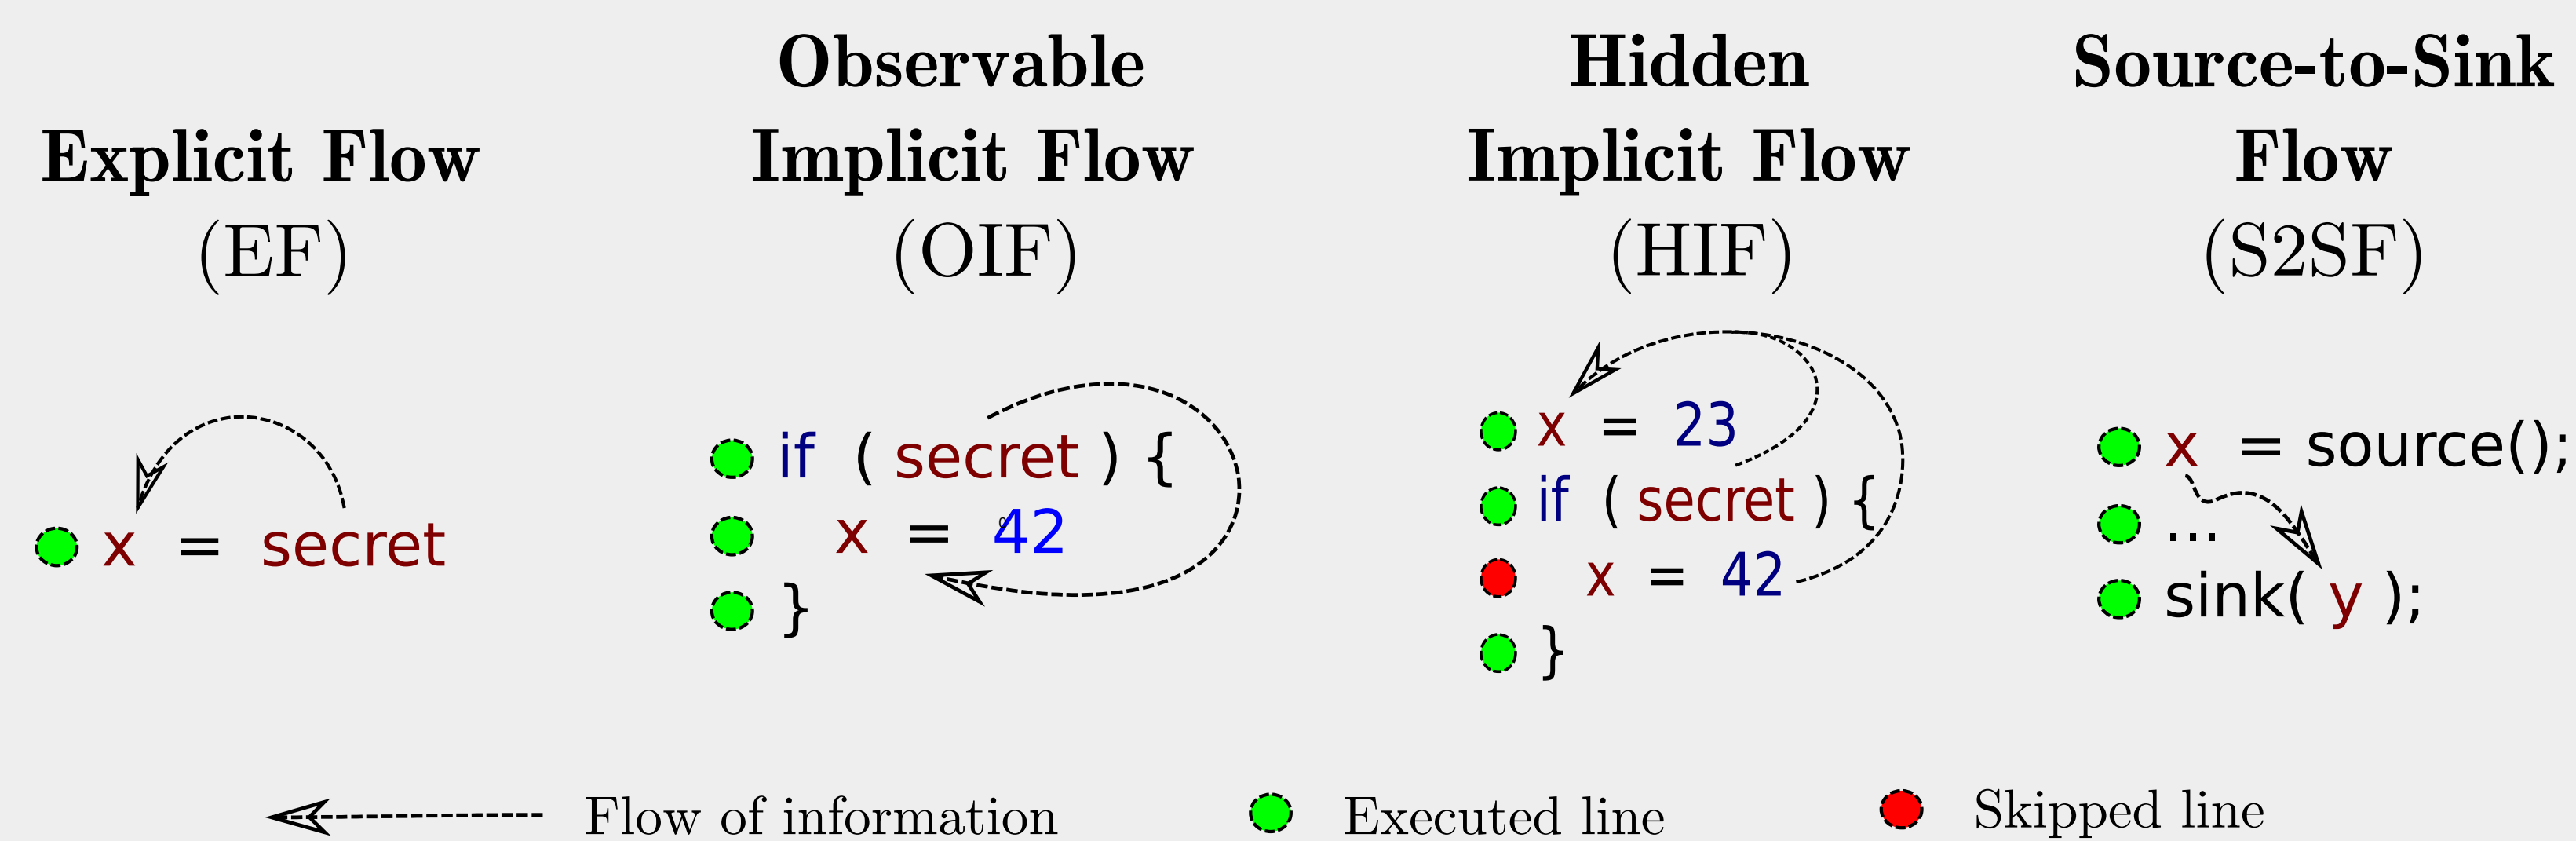 Explicit Flow
(EF)
x = secret
Observable
Implicit Flow
(OIF)
if ( secret ) {
x = 42
}
Hidden
Implicit Flow
(HIF)
x = 23
if ( secret ) {
x = 42
}
Source-to-Sink
Flow
(S2SF)
x = source();
...
sink( y );
Flow of information
Executed line
Skipped line